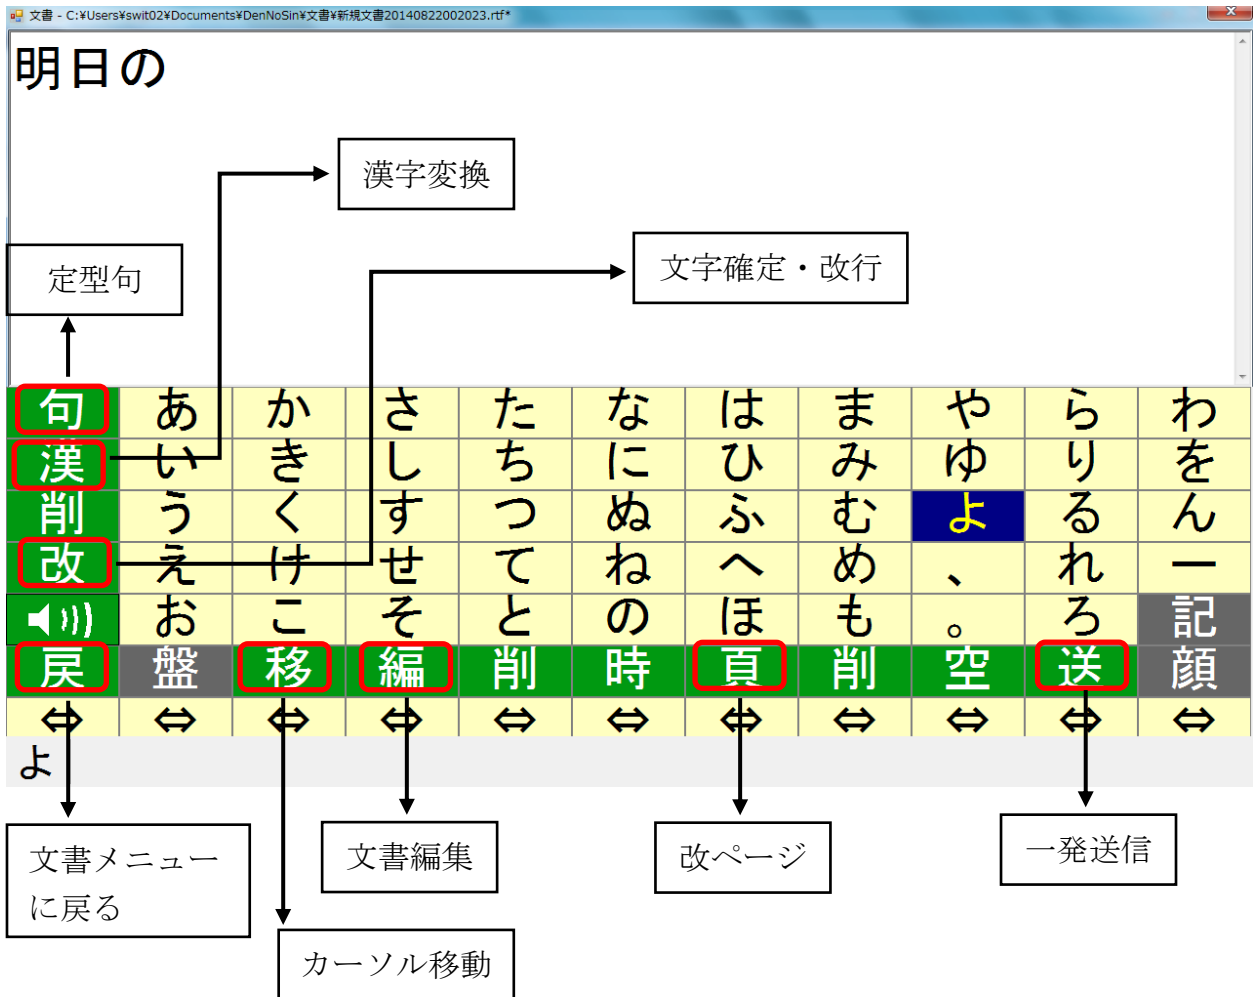 文書 - C:¥Users¥swit02¥Documents¥DenNoSin¥文書¥新規文書20140822002023.rtf*
x
明日の
漢字変換
文字確定・改行
定型句
句 あ か さ た な は ま や ら わ
漢 い き し ち に ひ み ゆ り を
削 う く す つ ぬ ふ む よ る ん
改 え け せ て ね へ め 、 れ ー
お こ そ と の ほ も 。 ろ 記
戻 盤 移 編 削 時 頁 削 空 送 顔
⇔ ⇔ ⇔ ⇔ ⇔ ⇔ ⇔ ⇔ ⇔ ⇔ ⇔
よ
文書メニュー
に戻る
文書編集
改ページ
一発送信
カーソル移動